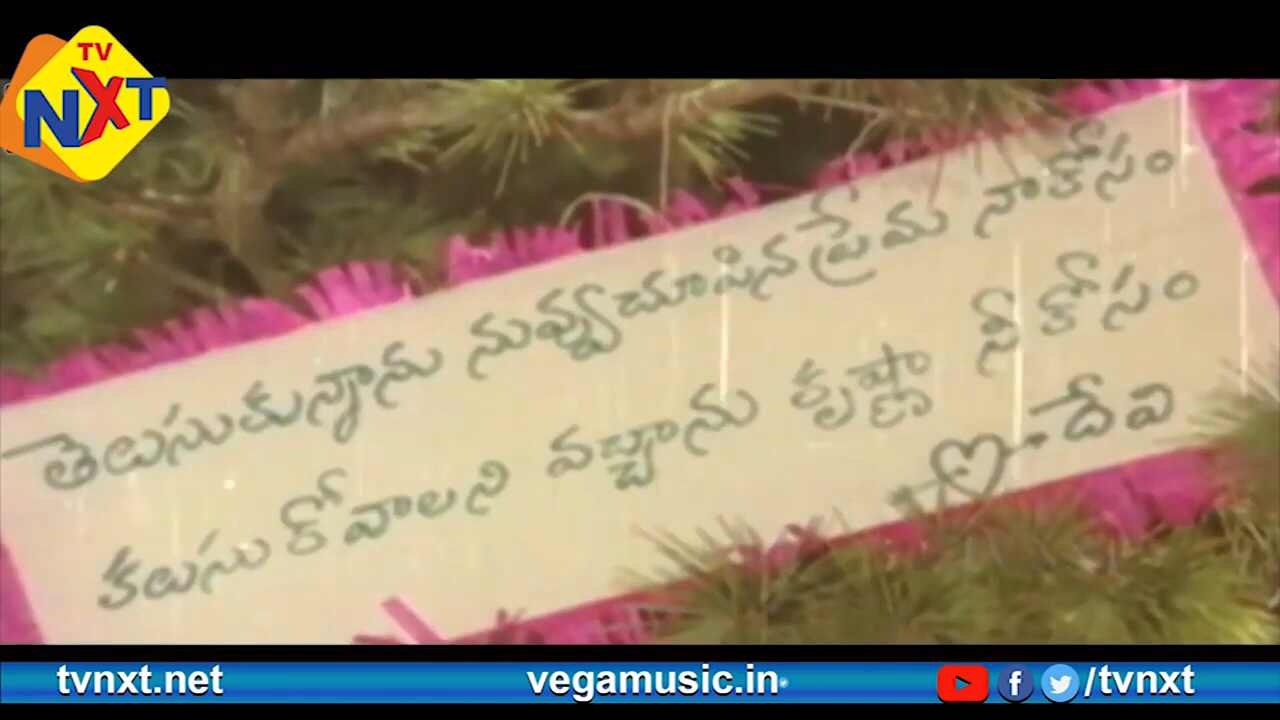 TV
NXT
తెలుసుకున్నాను నువ్వుచూపిన ప్రేమ నాకోసం
కలుసుకోవాలని వచ్చాను కృష్ణా నీకోసం
దేవి
tvnxt.net vegamusic.in /tvnxt